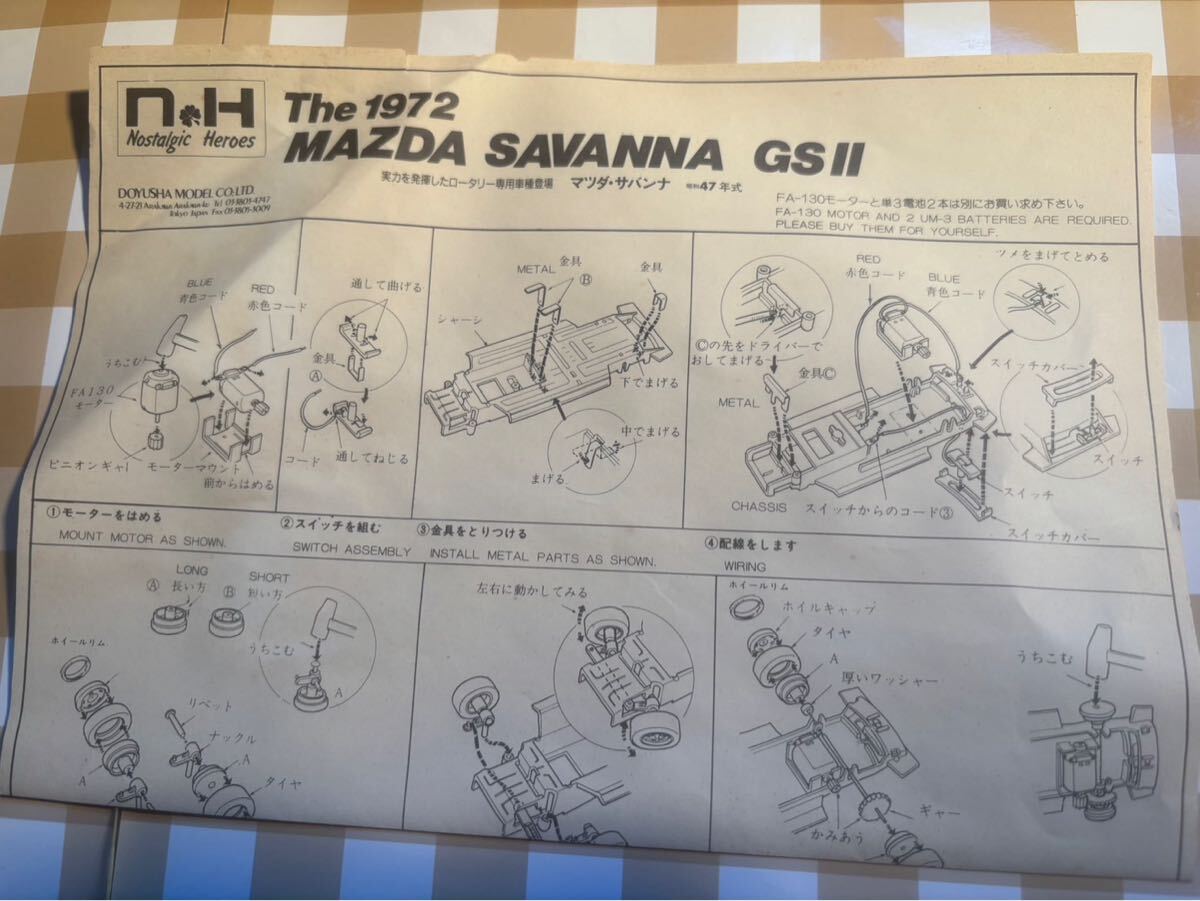 n H
Nostalgic Heroes
The 1972
MAZDA SAVANNA GSII
実力を発揮したロータリー専用車種登場 マツダ・サバンナ 昭和47年式
DOYUSHA MODEL CO·LTD.
4-27-21 Arakawa Arakawa-ku Tel 03-3803-4747
Tokyo Japan Fax 03-3801-3009
FA-130モーターと単3電池2本は別にお買い求め下さい。
FA-130 MOTOR AND 2 UM-3 BATTERIES ARE REQUIRED.
PLEASE BUY THEM FOR YOURSELF.
BLUE
青色コード
RED
赤色コード
うちこむ
FA130
モーター
ピニオンギャー
モーターマウント
前からはめる
通して曲げる
金具
Ⓐ
コード
通してねじる
METAL
金具
Ⓑ
金具
シャーシ
下でまげる
中でまげる
まげる
RED
赤色コード
BLUE
青色コード
ツメをまげてとめる
Ⓒの先をドライバーで
おしてまげる
金具Ⓒ
METAL
スイッチカバー
スイッチ
スイッチ
スイッチカバー
CHASSIS
スイッチからのコード③
①モーターをはめる
MOUNT MOTOR AS SHOWN.
②スイッチを組む
SWITCH ASSEMBLY
③金具をとりつける
INSTALL METAL PARTS AS SHOWN.
④配線をします
WIRING
LONG
Ⓐ 長い方
SHORT
Ⓑ 短い方
ホイールリム
うちこむ
A
リベット
ナックル
A
A
タイヤ
左右に動かしてみる
ホイールリム
ホイルキャップ
タイヤ
A
厚いワッシャー
うちこむ
ギャー
かみあう